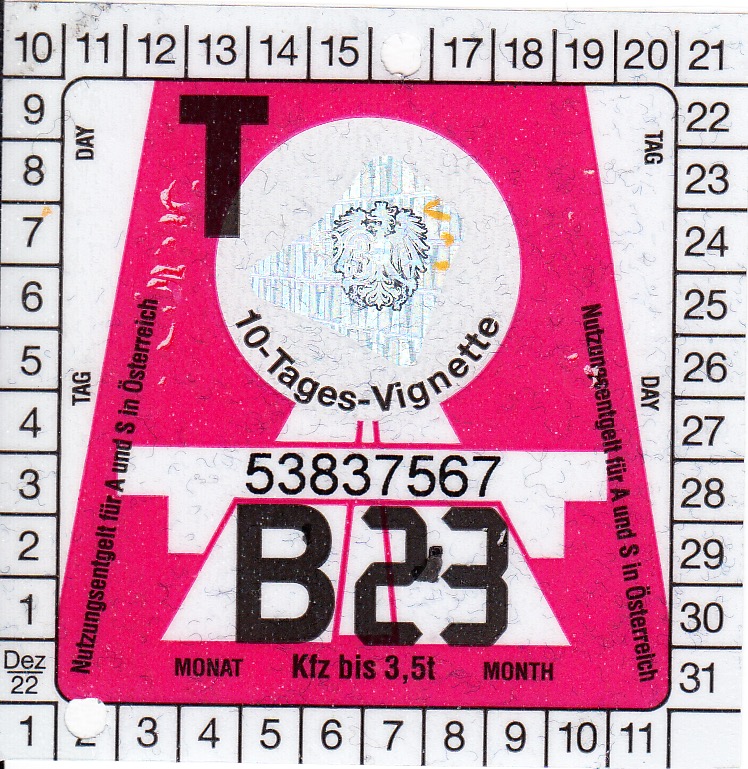 10 11 12 13 14 15 17 18 19 20 21
9 22
8 23
7 24
6 25
5 26
4 27
3 28
2 29
1 30
Dez
22
31
1 2 3 4 5 6 7 8 9 10 11
DAY
TAG
TAG
DAY
T
10-Tages-Vignette
Nutzungsentgelt für A und S in Österreich
Nutzungsentgelt für A und S in Österreich
53837567
B23
MONAT Kfz bis 3,5t MONTH